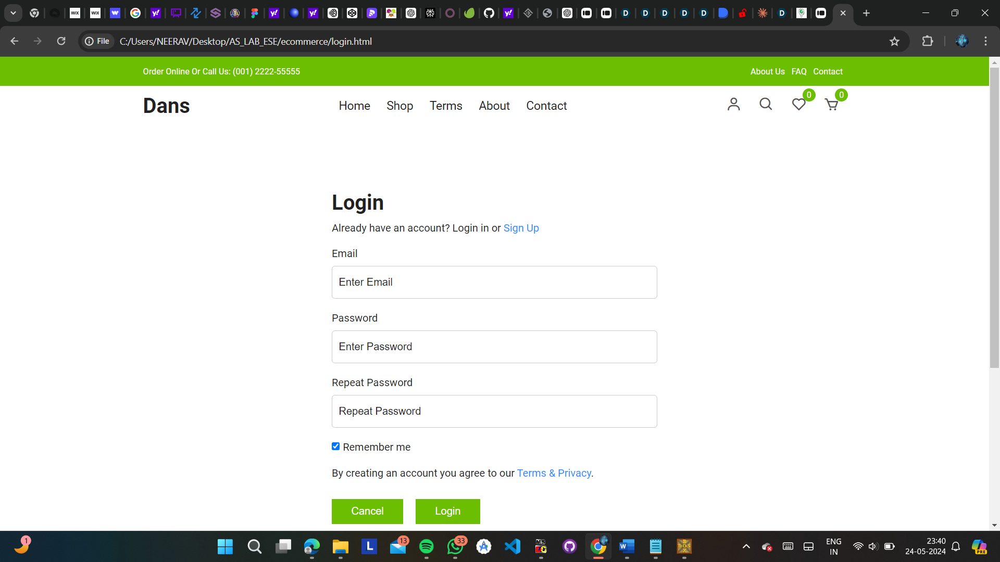 File
C:/Users/NEERAV/Desktop/AS_LAB_ESE/ecommerce/login.html
Order Online Or Call Us: (001) 2222-55555
About Us FAQ Contact
Dans
Home Shop Terms About Contact
0 0
Login
Already have an account? Login in or Sign Up
Email
Enter Email
Password
Enter Password
Repeat Password
Repeat Password
Remember me
By creating an account you agree to our Terms & Privacy.
Cancel Login
1
13
33
ENG
IN
23:40
24-05-2024
PRE